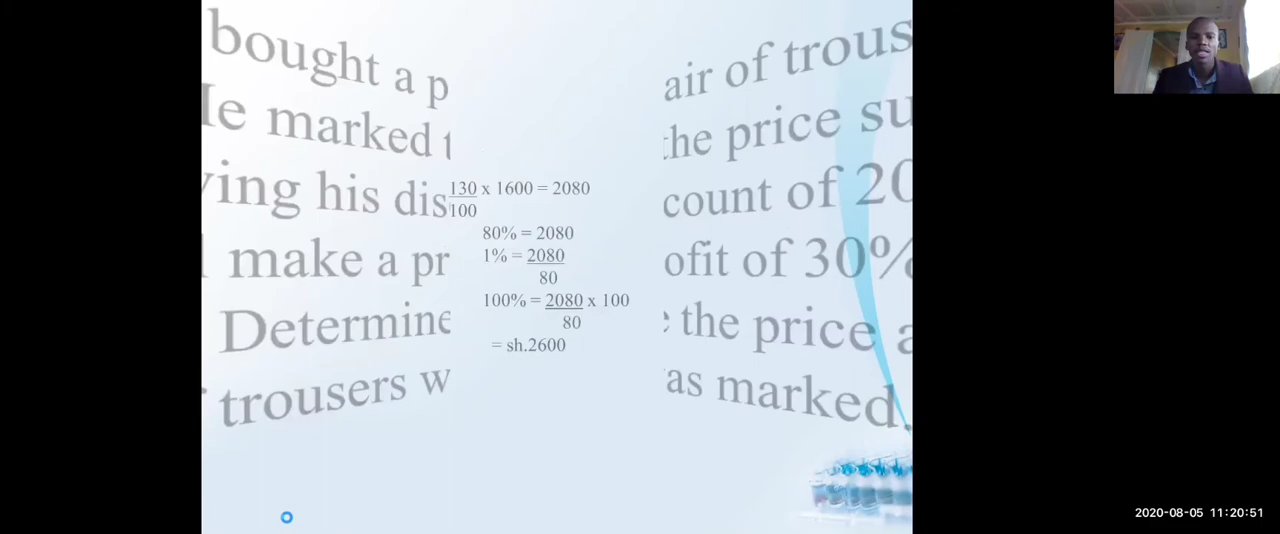 bought a p
air of trous
He marked t
the price su
ving his dis
count of 20
make a pr
ofit of 30%
Determine
the price a
trousers w
as marked.
130 x 1600 = 2080
100
80% = 2080
1% = 2080
80
100% = 2080 x 100
80
= sh.2600
2020-08-05 11:20:51